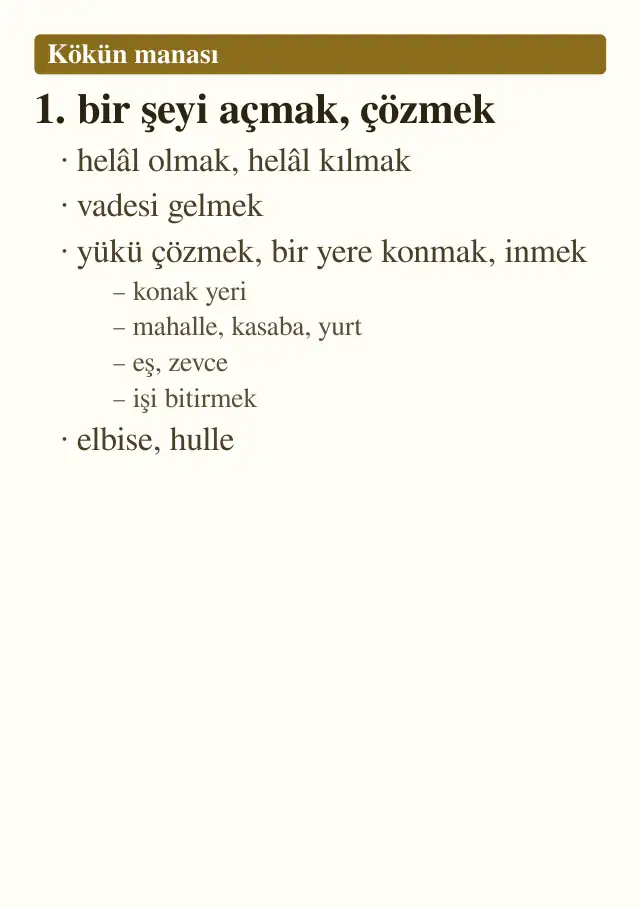 Kökün manası
1. bir şeyi açmak, çözmek
· helâl olmak, helâl kılmak
· vadesi gelmek
· yükü çözmek, bir yere konmak, inmek
– konak yeri
– mahalle, kasaba, yurt
– eş, zevce
– işi bitirmek
· elbise, hulle